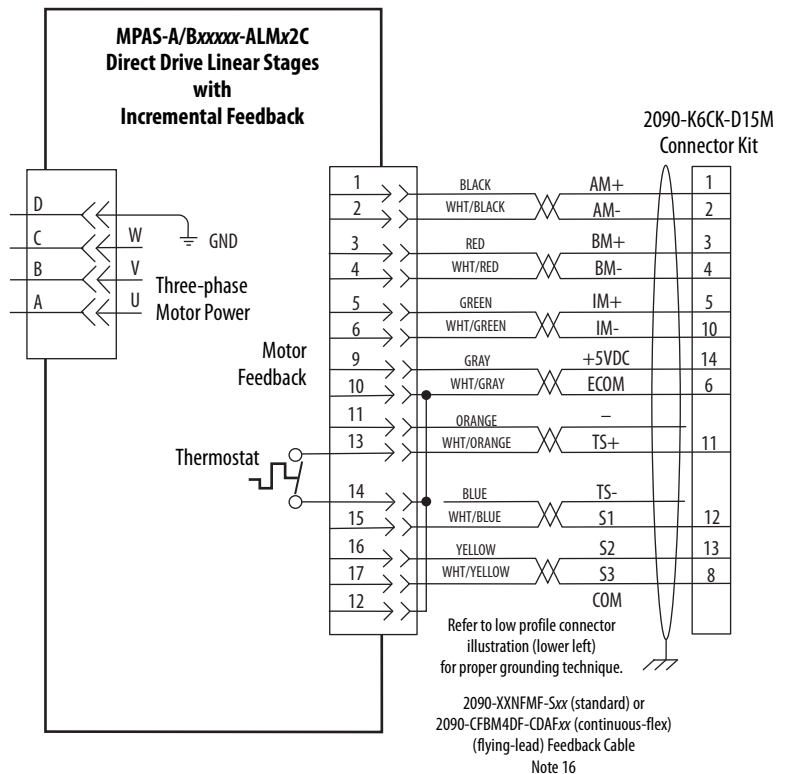 MPAS-A/Bxxxxx-ALMx2C
Direct Drive Linear Stages
with
Incremental Feedback
2090-K6CK-D15M
Connector Kit
D
C
B
A
W
V
U
GND
Three-phase
Motor Power
Motor
Feedback
Thermostat
1 BLACK AM+ 1
2 WHT/BLACK AM- 2
3 RED BM+ 3
4 WHT/RED BM- 4
5 GREEN IM+ 5
6 WHT/GREEN IM- 10
9 GRAY +5VDC 14
10 WHT/GRAY ECOM 6
11 ORANGE –
13 WHT/ORANGE TS+ 11
14 BLUE TS-
15 WHT/BLUE S1 12
16 YELLOW S2 13
17 WHT/YELLOW S3 8
12 COM
Refer to low profile connector
illustration (lower left)
for proper grounding technique.
2090-XXNFMF-Sxx (standard) or
2090-CFBM4DF-CDAFxx (continuous-flex)
(flying-lead) Feedback Cable
Note 16